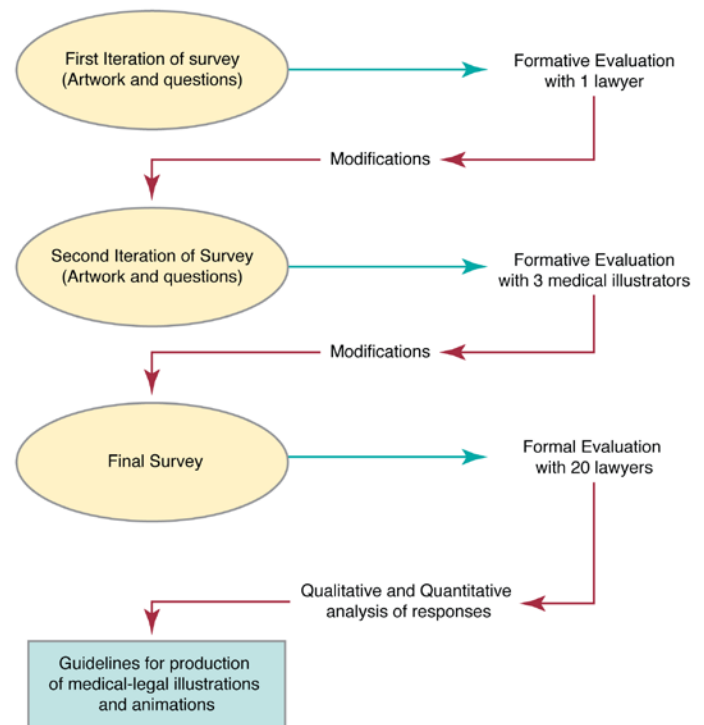 First Iteration of survey
(Artwork and questions)
Formative Evaluation
with 1 lawyer
Modifications
Second Iteration of Survey
(Artwork and questions)
Formative Evaluation
with 3 medical illustrators
Modifications
Final Survey
Formal Evaluation
with 20 lawyers
Qualitative and Quantitative
analysis of responses
Guidelines for production
of medical-legal illustrations
and animations